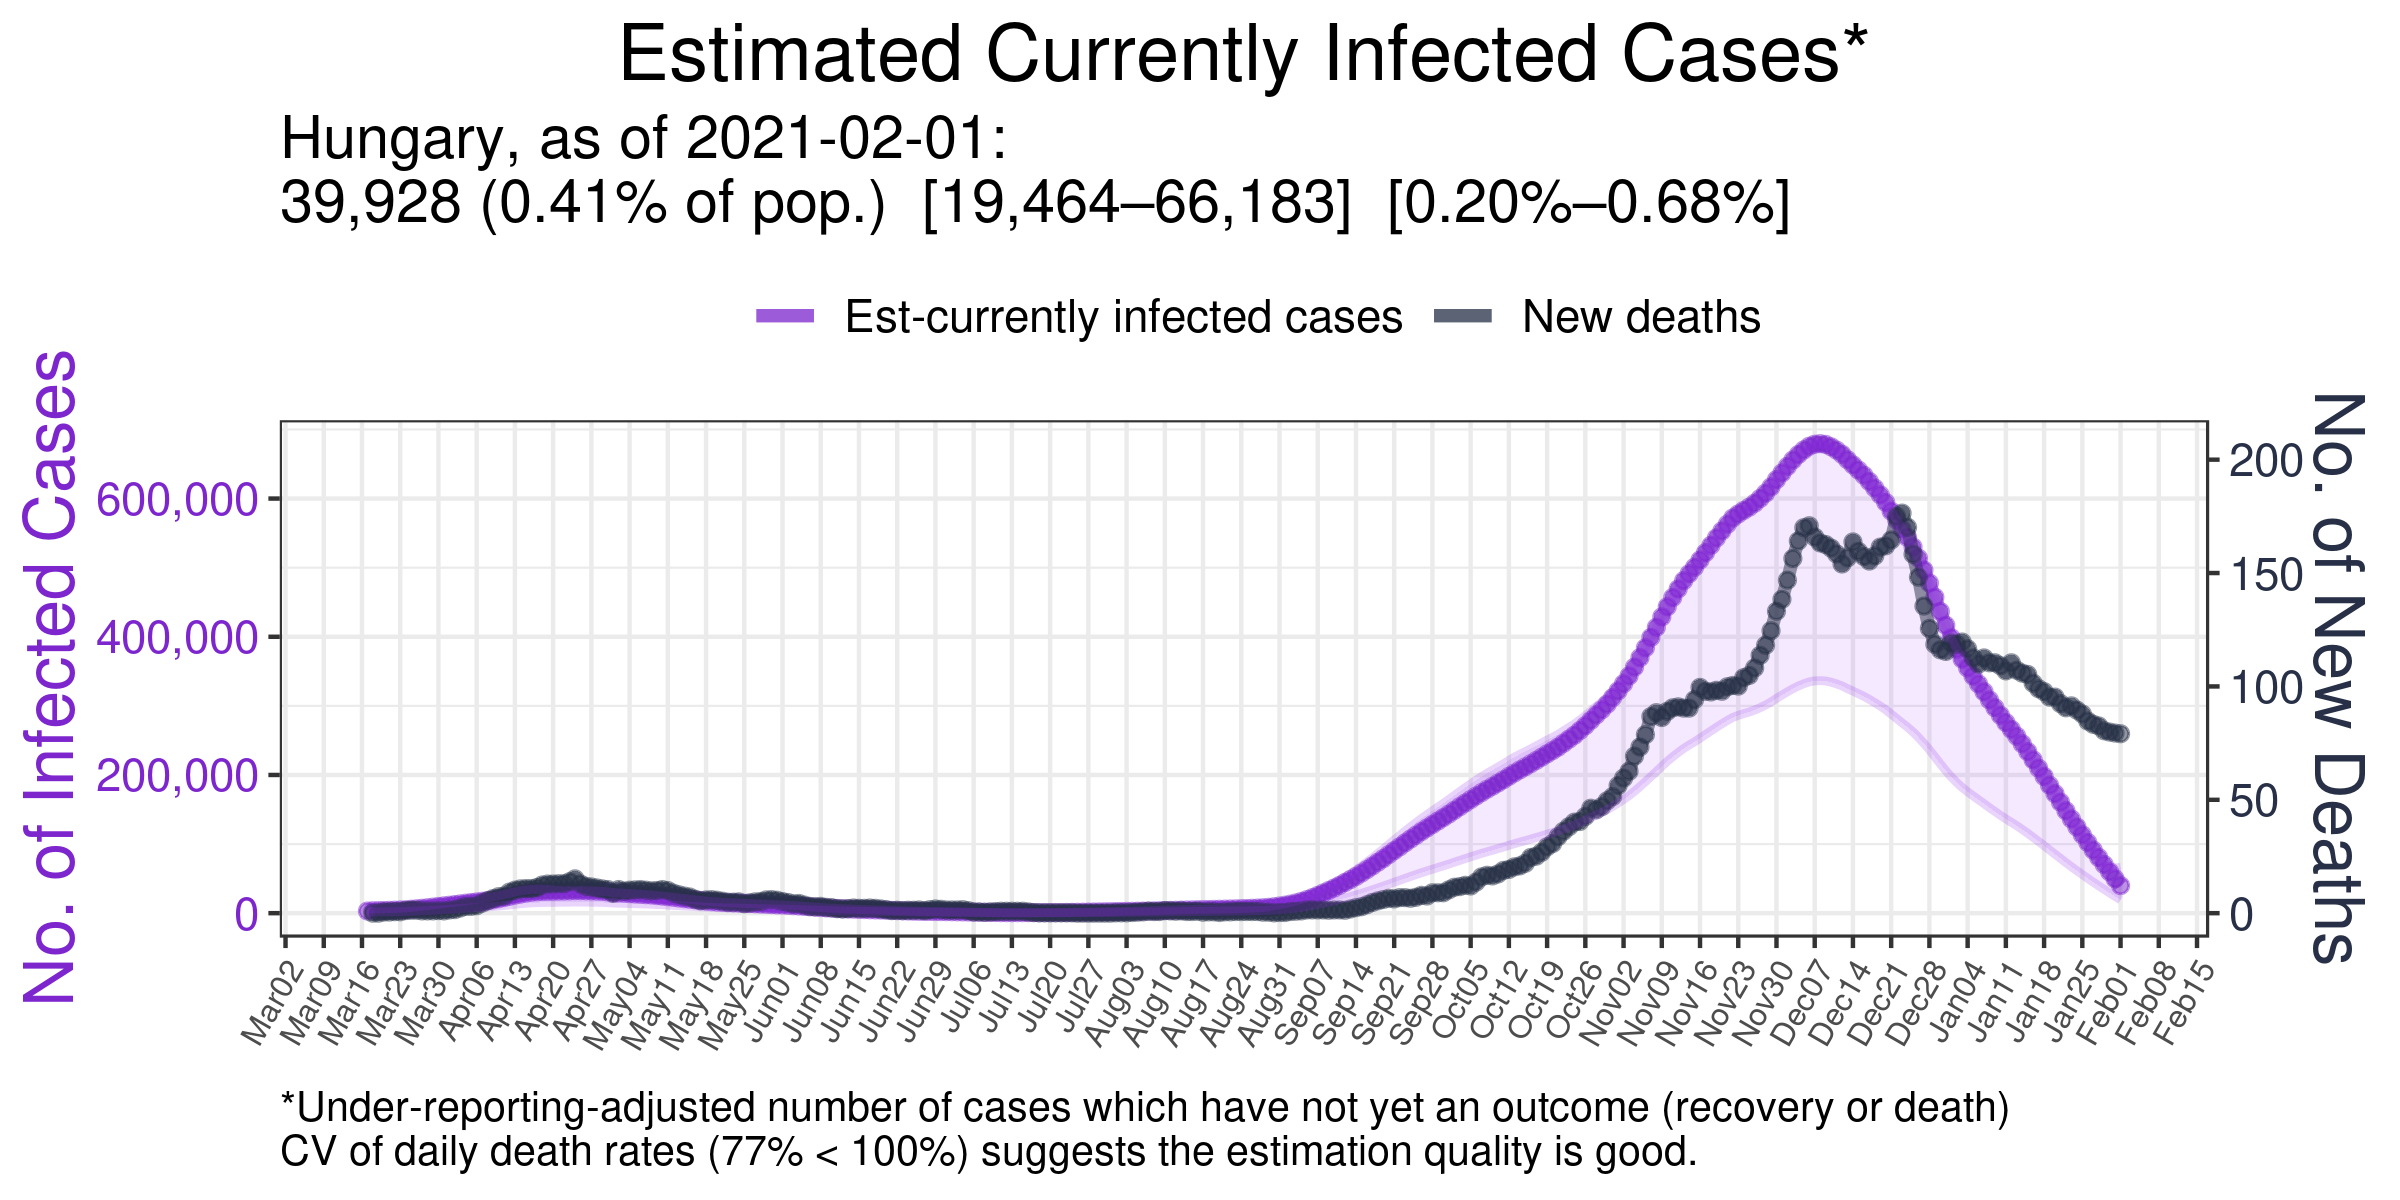 Estimated Currently Infected Cases*
Hungary, as of 2021-02-01:
39,928 (0.41% of pop.) [19,464–66,183] [0.20%–0.68%]
Est-currently infected cases New deaths
No. of Infected Cases
600,000
400,000
200,000
0
200
150
100
50
0
No. of New Deaths
Mar02 Mar09 Mar16 Mar23 Mar30 Apr06 Apr13 Apr20 Apr27 May04 May11 May18 May25 Jun01 Jun08 Jun15 Jun22 Jun29 Jul06 Jul13 Jul20 Jul27 Aug03 Aug10 Aug17 Aug24 Aug31 Sep07 Sep14 Sep21 Sep28 Oct05 Oct12 Oct19 Oct26 Nov02 Nov09 Nov16 Nov23 Nov30 Dec07 Dec14 Dec21 Dec28 Jan04 Jan11 Jan18 Jan25 Feb01 Feb08 Feb15
*Under-reporting-adjusted number of cases which have not yet an outcome (recovery or death)
CV of daily death rates (77% < 100%) suggests the estimation quality is good.